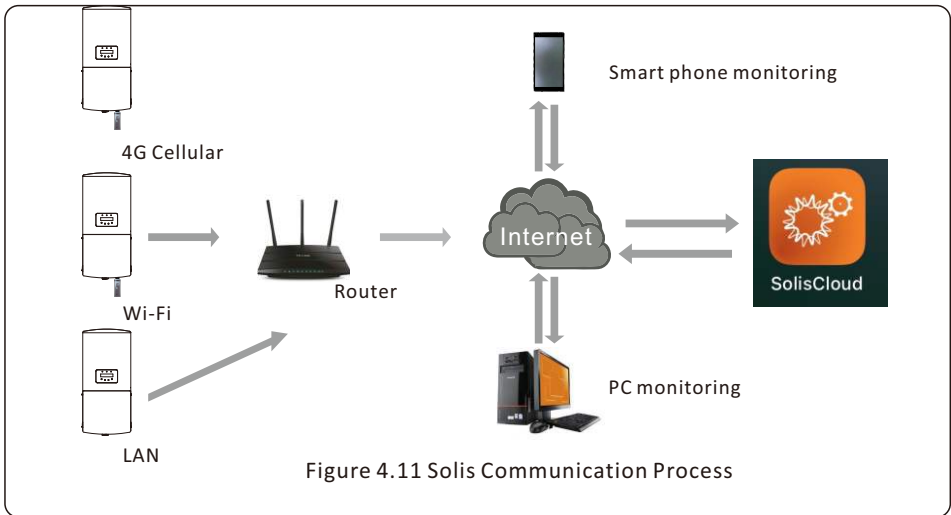 Smart phone monitoring
4G Cellular
Internet
Router
SolisCloud
Wi-Fi
PC monitoring
LAN
Figure 4.11 Solis Communication Process